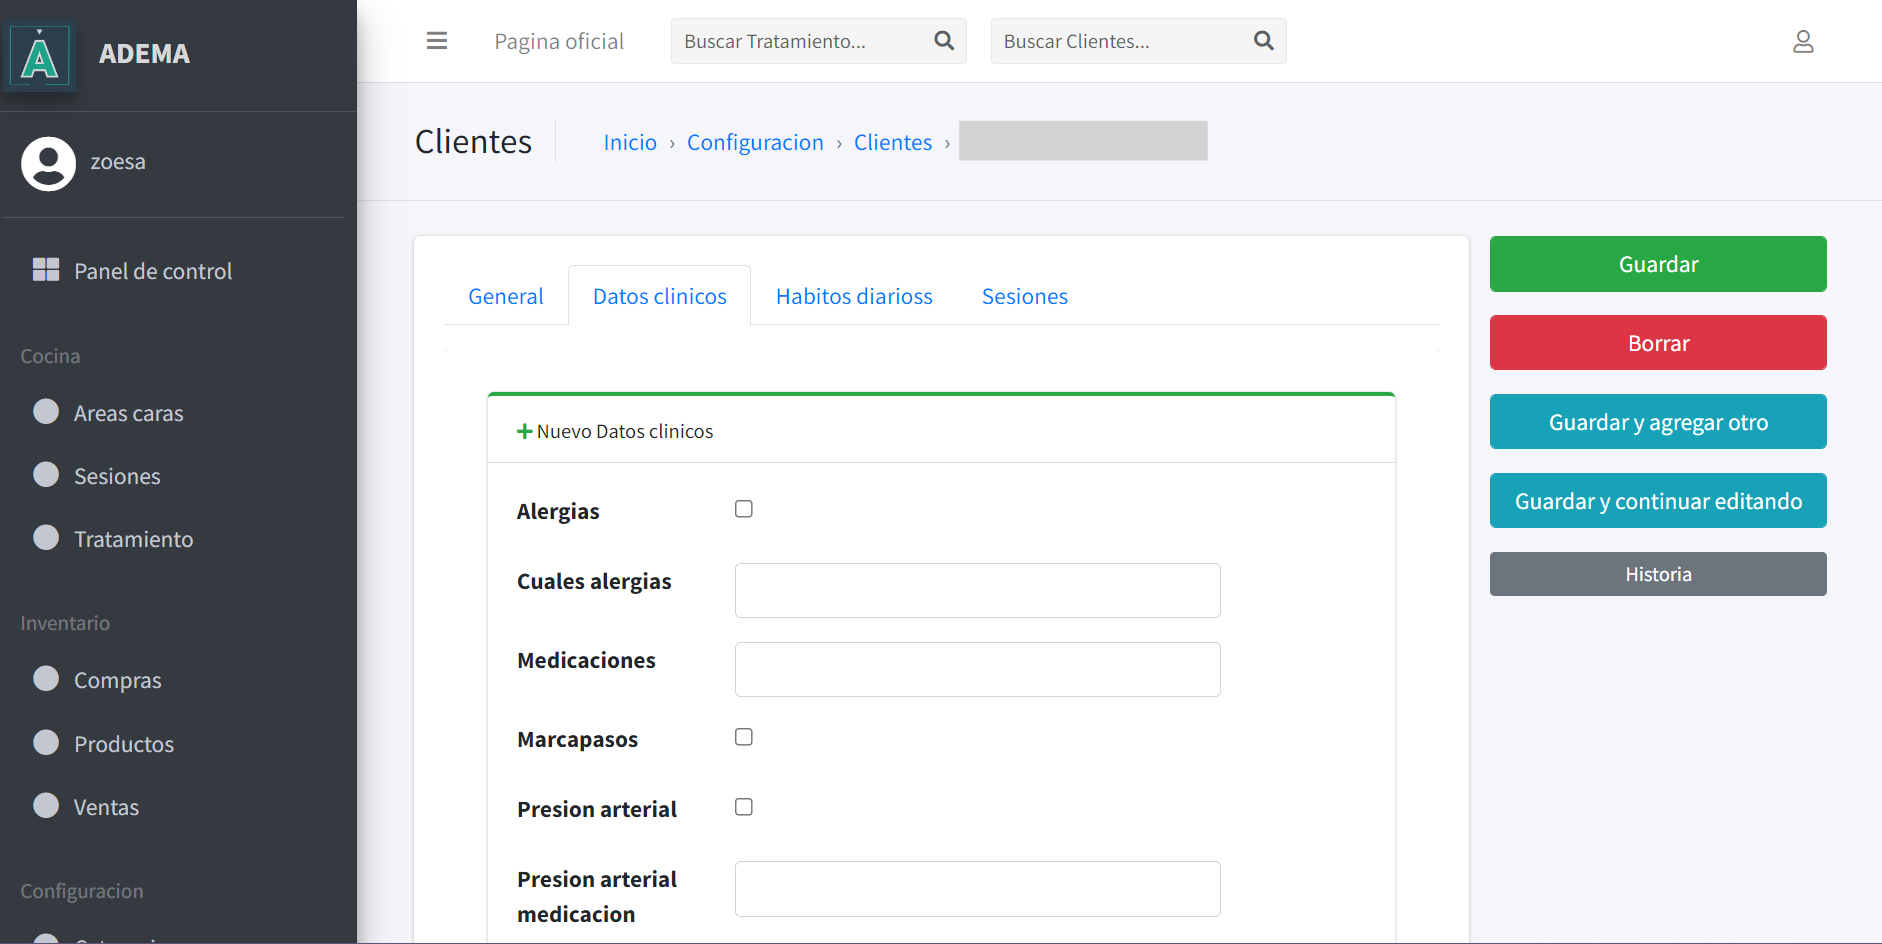 ADEMA
Pagina oficial
Buscar Tratamiento...
Buscar Clientes...
zoesa
Clientes
Inicio › Configuracion › Clientes ›
Panel de control
Cocina
Areas caras
Sesiones
Tratamiento
Inventario
Compras
Productos
Ventas
Configuracion
General
Datos clinicos
Habitos diarioss
Sesiones
Nuevo Datos clinicos
Alergias
Cuales alergias
Medicaciones
Marcapasos
Presion arterial
Presion arterial
medicacion
Guardar
Borrar
Guardar y agregar otro
Guardar y continuar editando
Historia